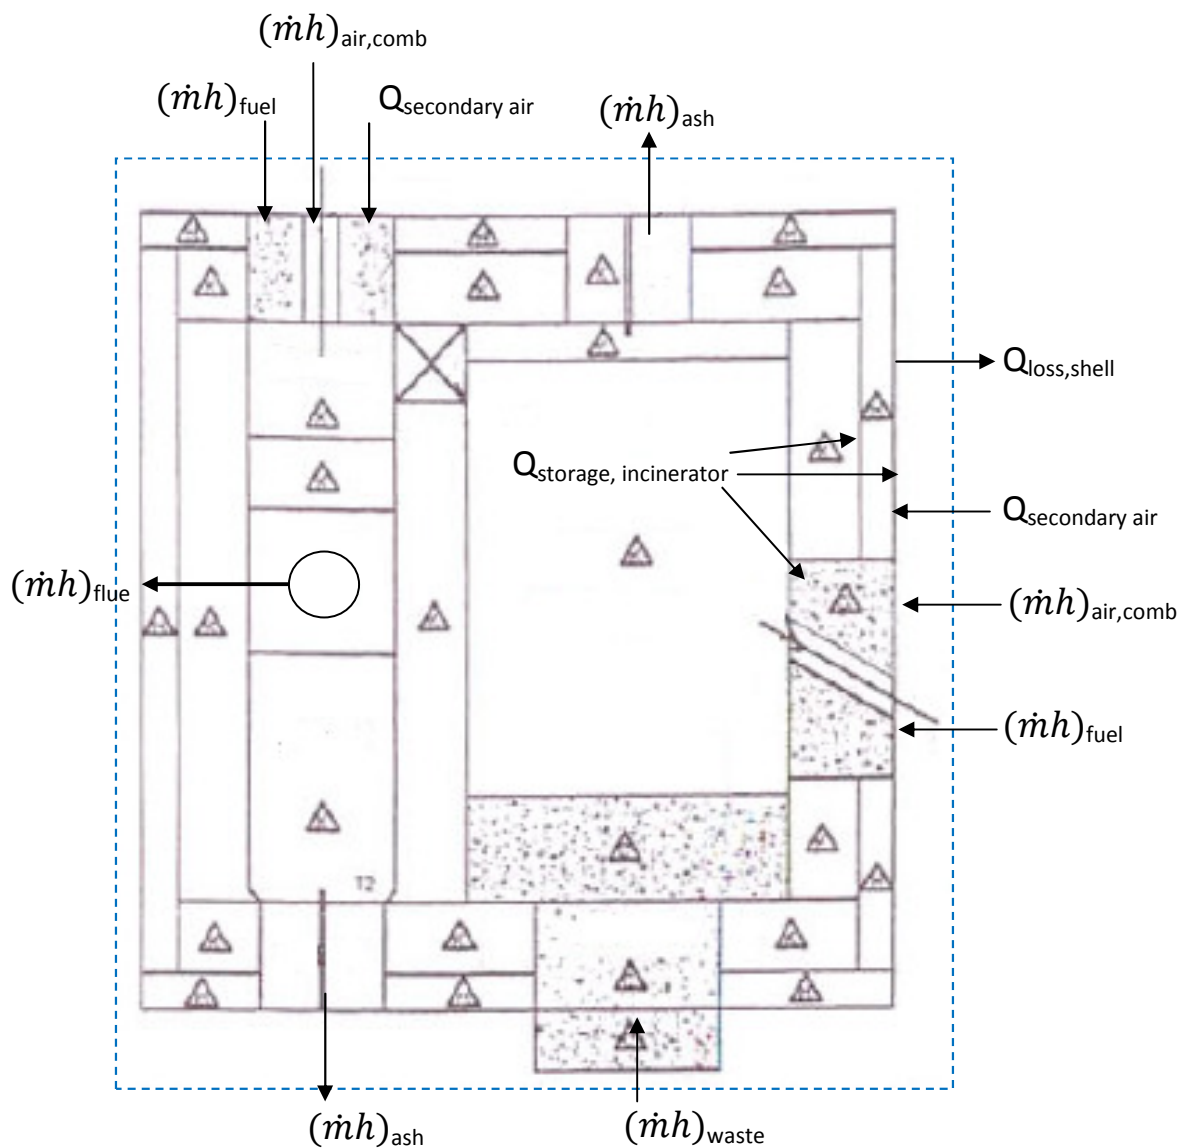 (ṁh)air,comb
(ṁh)fuel
Qsecondary air
(ṁh)ash
Qloss,shell
Qstorage, incinerator
Qsecondary air
(ṁh)flue
(ṁh)air,comb
(ṁh)fuel
T2
(ṁh)ash
(ṁh)waste